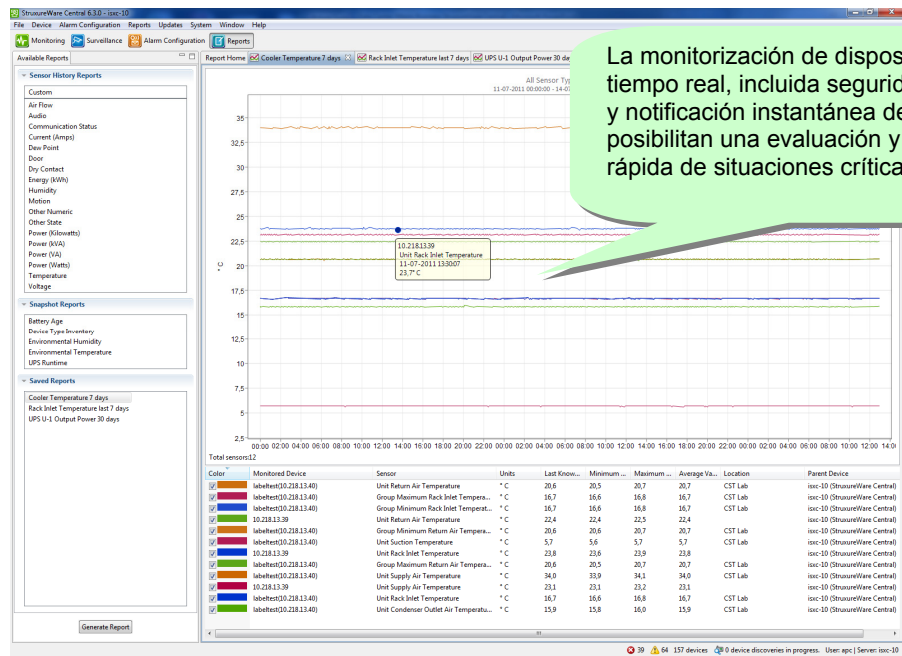 StruxureWare Central 6.3.0 - isxc-10
File Device Alarm Configuration Reports Updates System Window Help
Monitoring Surveillance Alarm Configuration Reports
Available Reports
Report Home Cooler Temperature 7 days Rack Inlet Temperature last 7 days UPS U-1 Output Power 30 da
Sensor History Reports
Custom
Air Flow
Audio
Communication Status
Current (Amps)
Dew Point
Door
Dry Contact
Energy (kWh)
Humidity
Motion
Other Numeric
Other State
Power (Kilowatts)
Power (kVA)
Power (VA)
Power (Watts)
Temperature
Voltage
Snapshot Reports
Battery Age
Device Type Inventory
Environmental Humidity
Environmental Temperature
UPS Runtime
Saved Reports
Cooler Temperature 7 days
Rack Inlet Temperature last 7 days
UPS U-1 Output Power 30 days
Generate Report
All Sensor Typ
11-07-2011 00:00:00 - 14-07
La monitorización de dispos
tiempo real, incluida segurid
y notificación instantánea de
posibilitan una evaluación y
rápida de situaciones crítica
35
32,5
30
27,5
25
22,5
20
17,5
15
12,5
10
7,5
5
2,5
° C
10.218.13.39
Unit Rack Inlet Temperature
11-07-2011 13:30:07
23,7° C
00:00 02:00 04:00 06:00 08:00 10:00 12:00 14:00 16:00 18:00 20:00 22:00 00:00 02:00 04:00 06:00 08:00 10:00 12:00 14:00 16:00 18:00 20:00 22:00 00:00 02:00 04:00 06:00 08:00 10:00 12:00 14:00 16:00 18:00 20:00 22:00 00:00 02:00 04:00 06:00 08:00 10:00 12:00 14:0
Total sensors:12
Color Monitored Device Sensor Units Last Know... Minimum ... Maximum ... Average Va... Location Parent Device
labeltest(10.218.13.40) Unit Return Air Temperature ° C 20,6 20,5 20,7 20,7 CST Lab isxc-10 (StruxureWare Central)
labeltest(10.218.13.40) Group Maximum Rack Inlet Tempera... ° C 16,7 16,6 16,8 16,7 CST Lab isxc-10 (StruxureWare Central)
labeltest(10.218.13.40) Group Minimum Rack Inlet Temperat... ° C 16,7 16,6 16,8 16,7 CST Lab isxc-10 (StruxureWare Central)
10.218.13.39 Unit Return Air Temperature ° C 22,4 22,4 22,5 22,4 isxc-10 (StruxureWare Central)
labeltest(10.218.13.40) Group Minimum Return Air Tempera... ° C 20,6 20,6 20,7 20,7 CST Lab isxc-10 (StruxureWare Central)
labeltest(10.218.13.40) Unit Suction Temperature ° C 5,7 5,6 5,7 5,7 CST Lab isxc-10 (StruxureWare Central)
10.218.13.39 Unit Rack Inlet Temperature ° C 23,8 23,6 23,9 23,8 isxc-10 (StruxureWare Central)
labeltest(10.218.13.40) Group Maximum Return Air Tempera... ° C 20,6 20,5 20,7 20,7 CST Lab isxc-10 (StruxureWare Central)
labeltest(10.218.13.40) Unit Supply Air Temperature ° C 34,0 33,9 34,1 34,0 CST Lab isxc-10 (StruxureWare Central)
10.218.13.39 Unit Supply Air Temperature ° C 23,1 23,1 23,2 23,1 isxc-10 (StruxureWare Central)
labeltest(10.218.13.40) Unit Rack Inlet Temperature ° C 16,7 16,6 16,8 16,7 CST Lab isxc-10 (StruxureWare Central)
labeltest(10.218.13.40) Unit Condenser Outlet Air Temperatu... ° C 15,9 15,8 16,0 15,9 CST Lab isxc-10 (StruxureWare Central)
39 64 157 devices 0 device discoveries in progress. User: apc | Server: isxc-10